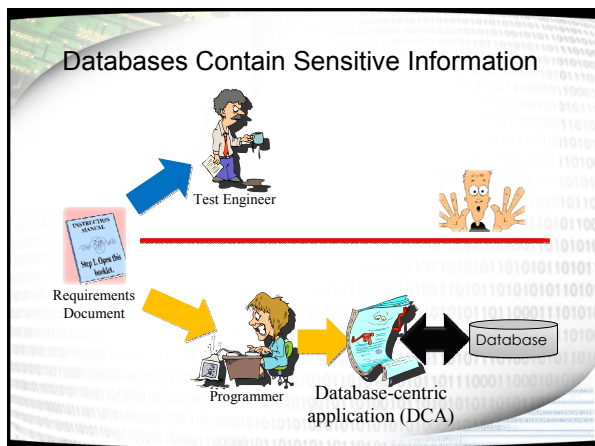 Databases Contain Sensitive Information
Test Engineer
INSTRUCTION
MANUAL
Step 1. Open this
booklet.
Requirements
Document
Programmer
Database-centric
application (DCA)
Database